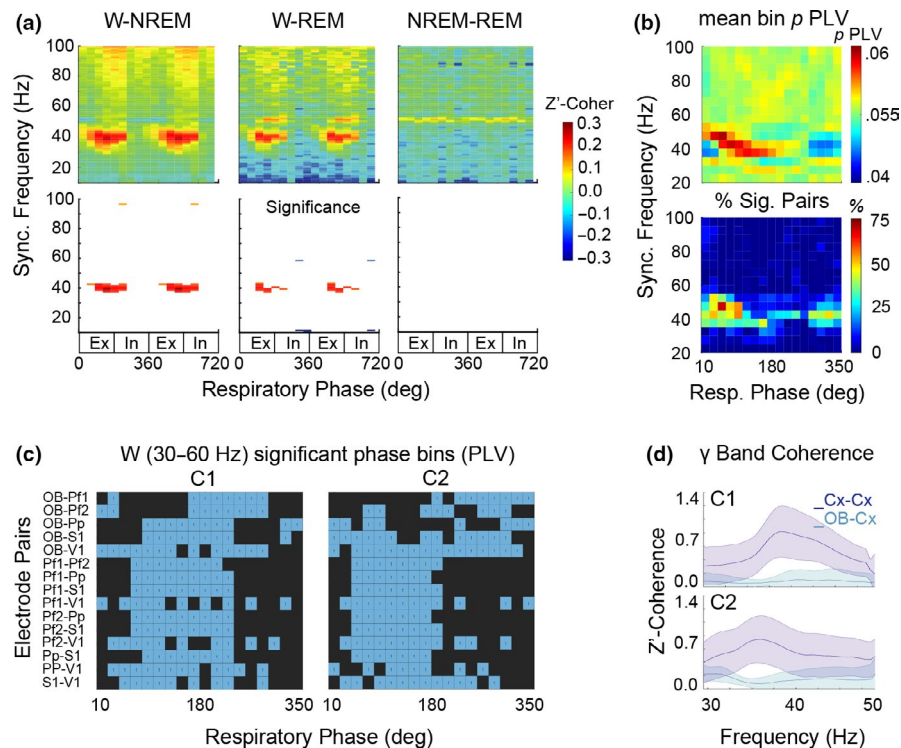 (a)
W-NREM
W-REM
NREM-REM
Sync. Frequency (Hz)
100
80
60
40
20
Z'-Coher
0.3
0.2
0.1
0.0
−0.1
−0.2
−0.3
Sync. Frequency (Hz)
100
80
60
40
20
Significance
Ex In Ex In
Ex In Ex In
Ex In Ex In
0 360 720
0 360 720
0 360 720
Respiratory Phase (deg)
(b)
mean bin p PLV
p PLV
Sync. Frequency (Hz)
100
80
60
40
20
.06
.055
.04
% Sig. Pairs
%
Sync. Frequency (Hz)
100
80
60
40
20
75
50
25
0
10 180 350
Resp. Phase (deg)
(c)
W (30–60 Hz) significant phase bins (PLV)
C1
C2
Electrode Pairs
OB-Pf1
OB-Pf2
OB-Pp
OB-S1
OB-V1
Pf1-Pf2
Pf1-Pp
Pf1-S1
Pf1-V1
Pf2-Pp
Pf2-S1
Pf2-V1
Pp-S1
PP-V1
S1-V1
10 180 350
10 180 350
Respiratory Phase (deg)
(d)
γ Band Coherence
C1
_Cx-Cx
_OB-Cx
1.4
0.7
0.0
C2
1.4
0.7
0.0
Z'-Coherence
30 40 50
Frequency (Hz)